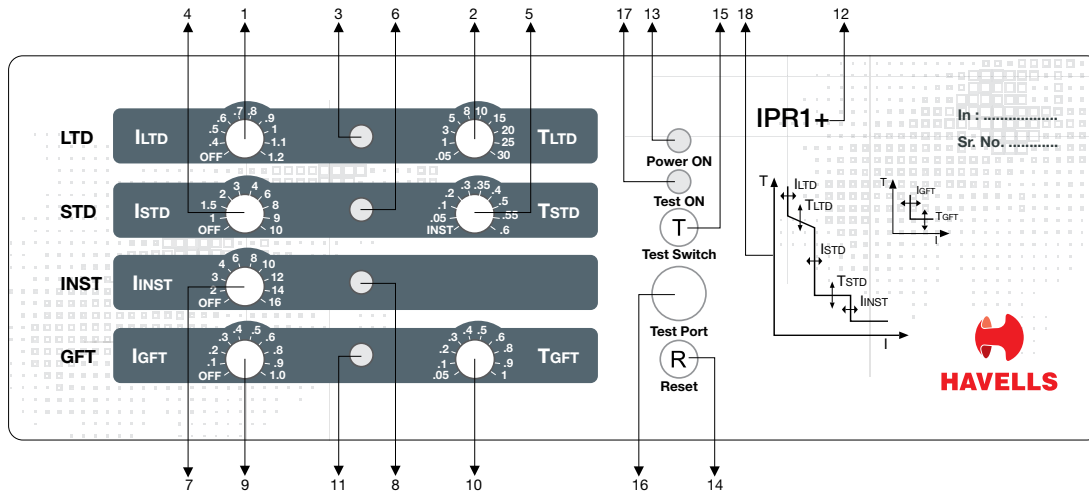 4 1 3 6 2 5 17 13 15 18 12
LTD
ILTD
OFF .4 .5 .6 .7 .8 .9 1 1.1 1.2
.05 1 3 5 8 10 15 20 25 30
TLTD
STD
ISTD
OFF 1 1.5 2 3 4 6 8 9 10
INST .05 .1 .2 .3 .35 .4 .5 .55 .6
TSTD
INST
IINST
OFF 2 3 4 6 8 10 12 14 16
GFT
IGFT
OFF .1 .2 .3 .4 .5 .6 .8 .9 1.0
.05 .1 .2 .3 .4 .5 .6 .8 .9 1
TGFT
Power ON
Test ON
T
Test Switch
Test Port
R
Reset
IPR1+
In : ..................
Sr. No. ............
T
ILTD
TLTD
ISTD
TSTD
IINST
I
T
IGFT
TGFT
I
HAVELLS
7 9 11 8 10 16 14